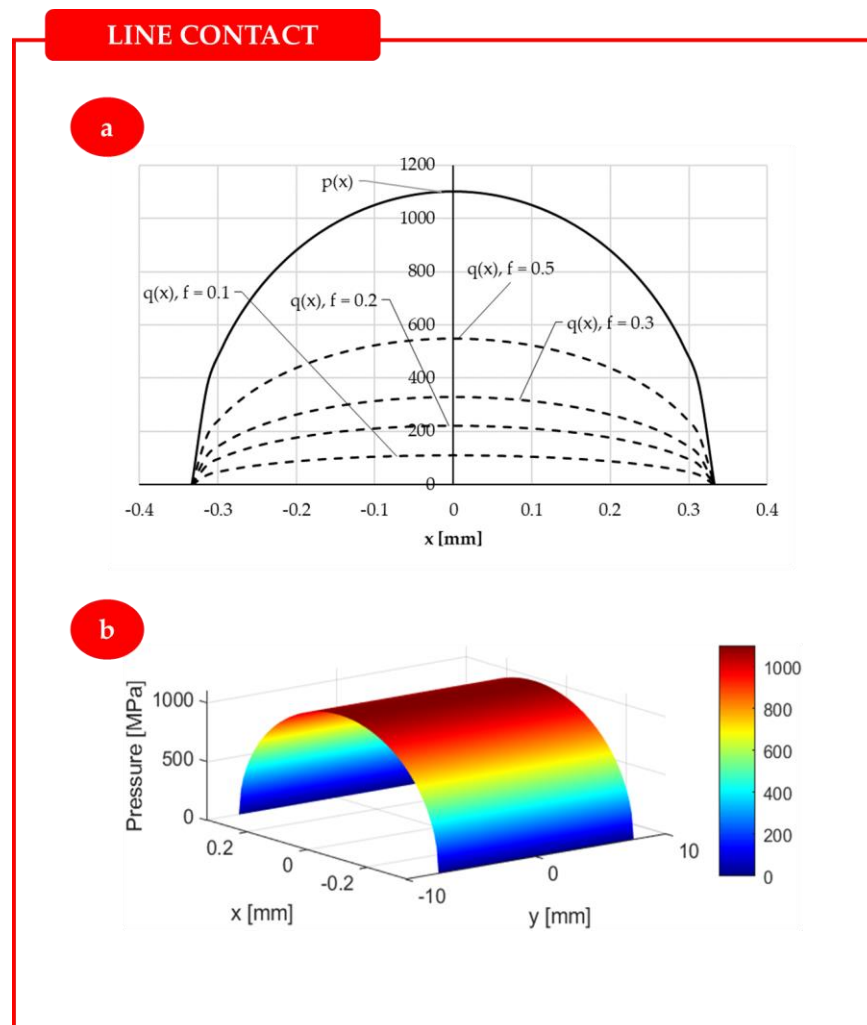 LINE CONTACT
a
1200
p(x)
1000
800
q(x), f = 0.5
q(x), f = 0.1
q(x), f = 0.2
600
q(x), f = 0.3
400
200
0
-0.4 -0.3 -0.2 -0.1 0 0.1 0.2 0.3 0.4
x [mm]
b
Pressure [MPa]
1000
500
0
0.2
0
-0.2
x [mm]
-10
0
10
y [mm]
1000
800
600
400
200
0